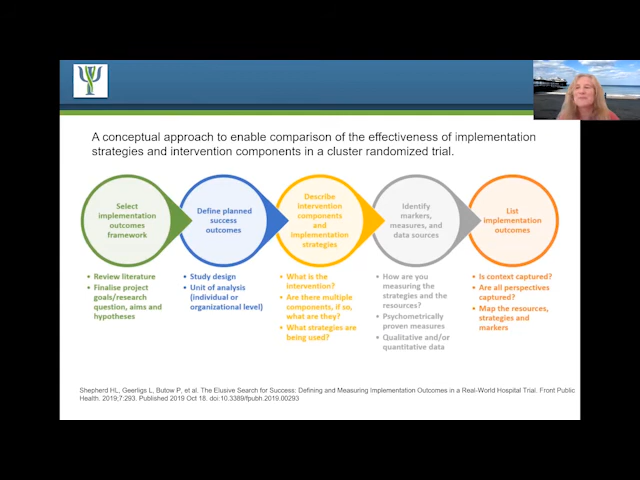 A conceptual approach to enable comparison of the effectiveness of implementation
strategies and intervention components in a cluster randomized trial.
Select
implementation
outcomes
framework
• Review literature
• Finalise project
goals/research
question, aims and
hypotheses
Define planned
success
outcomes
• Study design
• Unit of analysis
(individual or
organizational level)
Describe
intervention
components
and
implementation
strategies
• What is the
intervention?
• Are there multiple
components, if so,
what are they?
• What strategies are
being used?
Identify
markers,
measures, and
data sources
• How are you
measuring the
strategies and the
resources?
• Psychometrically
proven measures
• Qualitative and/or
quantitative data
List
implementation
outcomes
• Is context captured?
• Are all perspectives
captured?
• Map the resources,
strategies and
markers
Shepherd HL, Geerligs L, Butow P, et al. The Elusive Search for Success: Defining and Measuring Implementation Outcomes in a Real-World Hospital Trial. Front Public
Health. 2019;7:293. Published 2019 Oct 18. doi:10.3389/fpubh.2019.00293